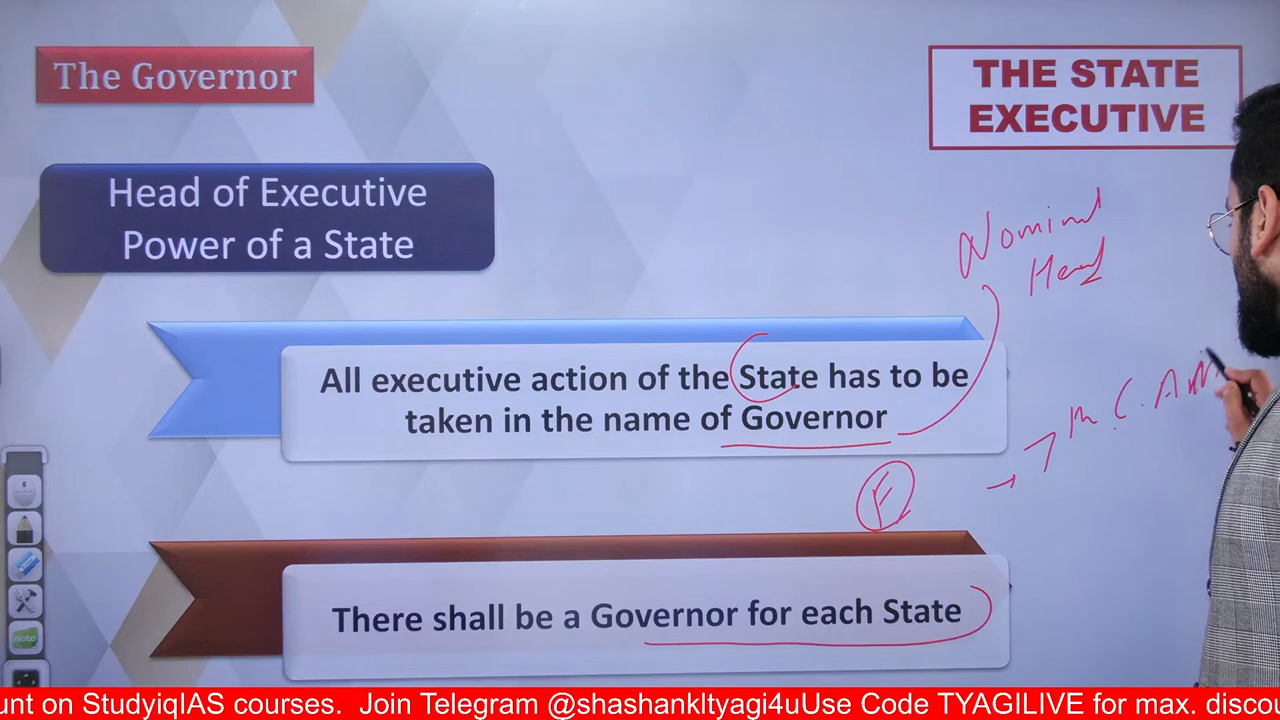 The Governor
THE STATE
EXECUTIVE
Head of Executive
Power of a State
Nominal
Head
All executive action of the State has to be
taken in the name of Governor
There shall be a Governor for each State
Note
unt on StudyiqIAS courses. Join Telegram @shashankltyagi4uUse Code TYAGILIVE for max. discou